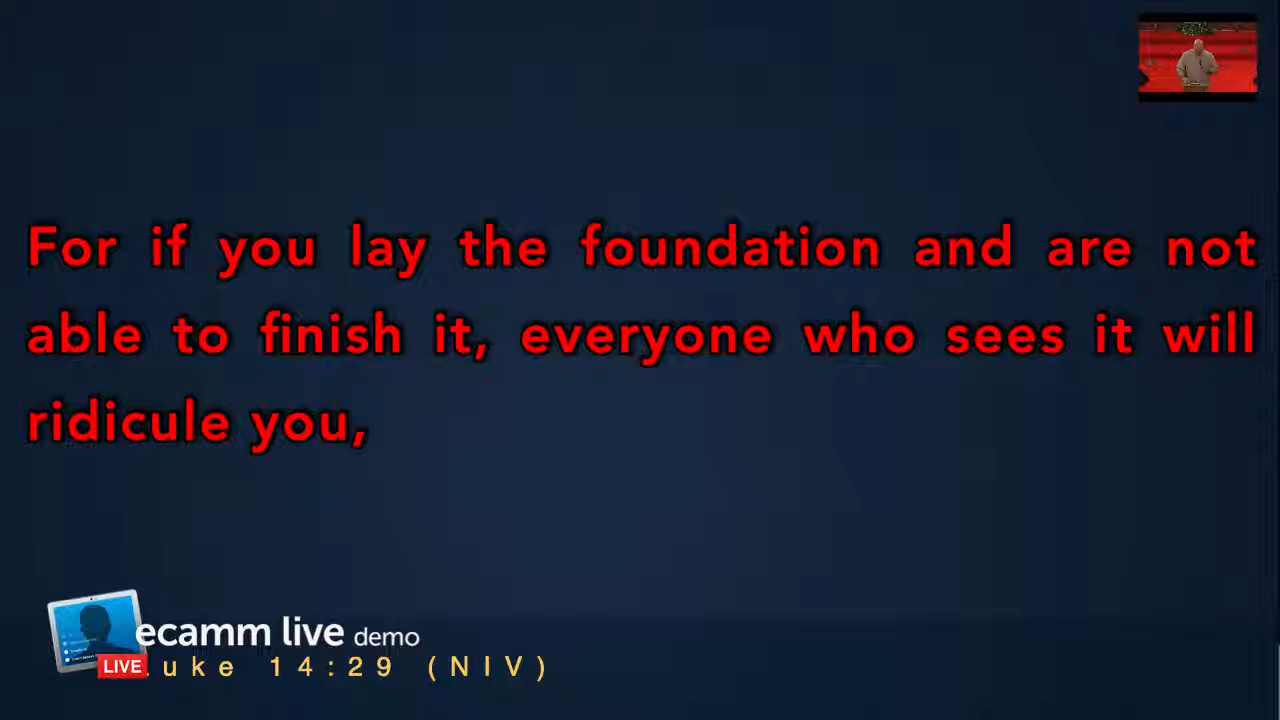 For if you lay the foundation and are not
able to finish it, everyone who sees it will
ridicule you,
ecamm live demo
LIVE
uke 14:29 (NIV)